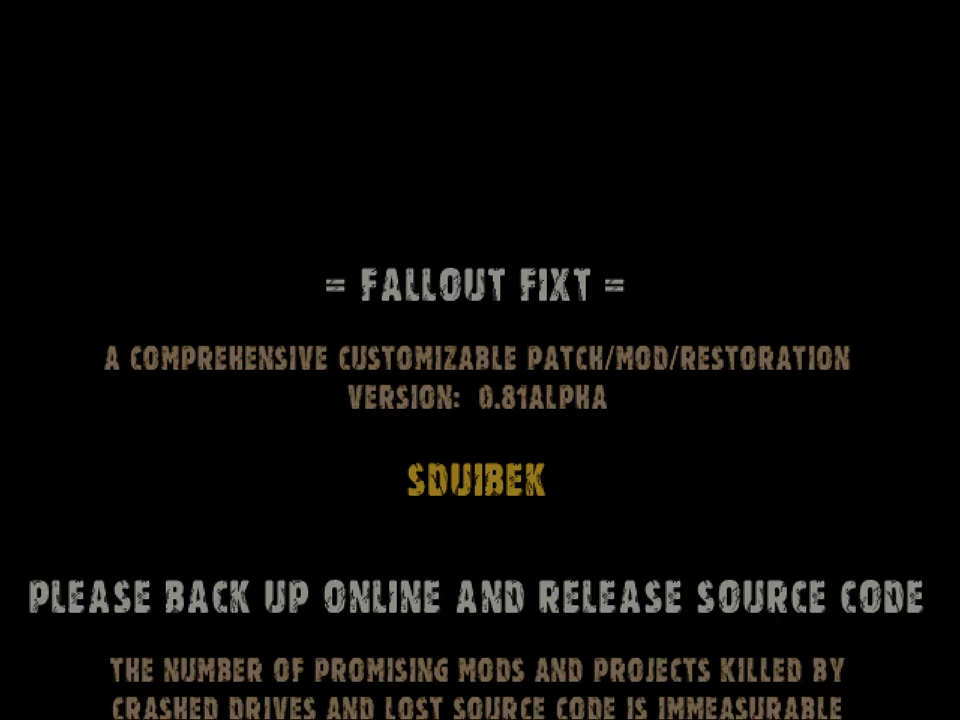 = FALLOUT FIXT =
A COMPREHENSIVE CUSTOMIZABLE PATCH/MOD/RESTORATION
VERSION: 0.81ALPHA
SDUIBEK
PLEASE BACK UP ONLINE AND RELEASE SOURCE CODE
THE NUMBER OF PROMISING MODS AND PROJECTS KILLED BY
CRASHED DRIVES AND LOST SOURCE CODE IS IMMEASURABLE